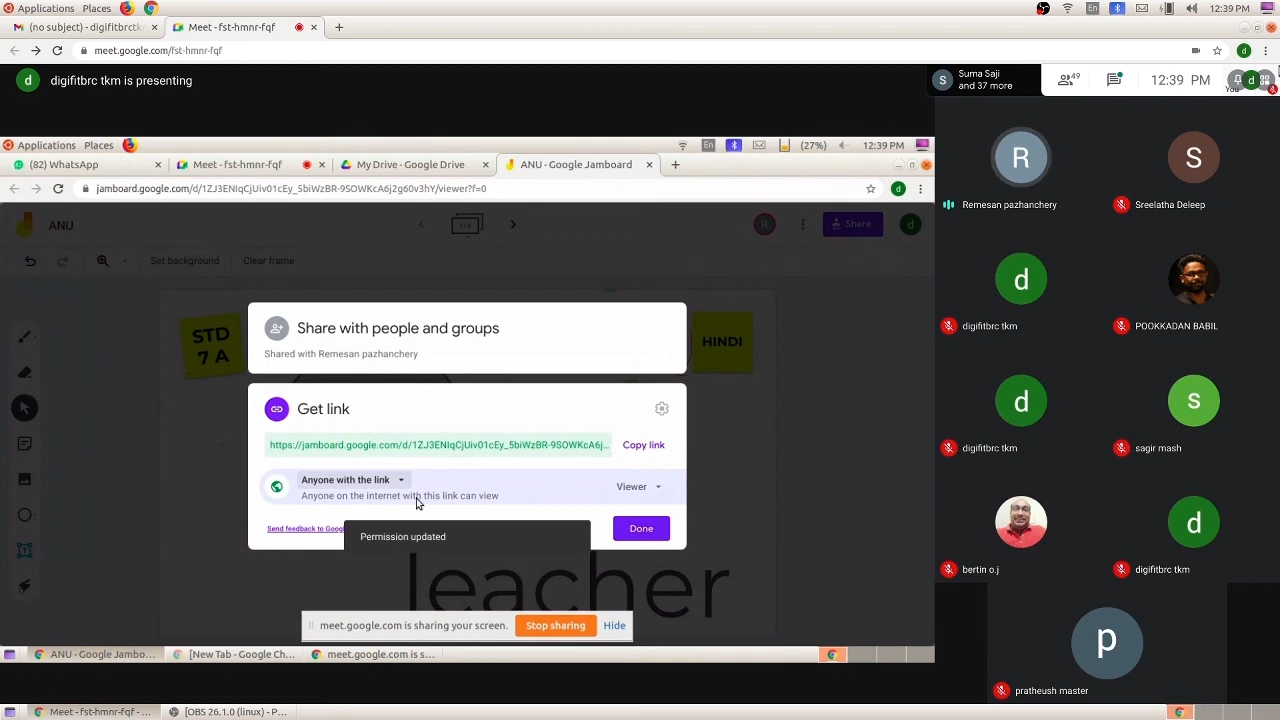 Applications Places 12:39 PM
En
(no subject) - digifitbrctk Meet - fst-hmnr-fqf
meet.google.com/fst-hmnr-fqf
d digifitbrc tkm is presenting
S Suma Saji
and 37 more
49
12:39 PM
d
You
Applications Places En (27%) 12:39 PM
(82) WhatsApp Meet - fst-hmnr-fqf My Drive - Google Drive ANU - Google Jamboard
jamboard.google.com/d/1ZJ3ENIqCjUiv01cEy_5biWzBR-9SOWKcA6j2g60v3hY/viewer?f=0
ANU R Share d
Set background Clear frame
STD
7 A
HINDI
Share with people and groups
Shared with Remesan pazhanchery
Get link
https://jamboard.google.com/d/1ZJ3ENIqCjUiv01cEy_5biWzBR-9SOWKcA6j... Copy link
Anyone with the link
Anyone on the internet with this link can view
Viewer
Send feedback to Googl
Permission updated
Done
Teacher
meet.google.com is sharing your screen. Stop sharing Hide
ANU - Google Jambo... [New Tab - Google Ch... meet.google.com is s...
R S
Remesan pazhanchery Sreelatha Deleep
d
digifitbrc tkm POOKKADAN BABIL
d s
digifitbrc tkm sagir mash
d
bertin o.j digifitbrc tkm
p
pratheush master
Meet - fst-hmnr-fqf - ... [OBS 26.1.0 (linux) - P...